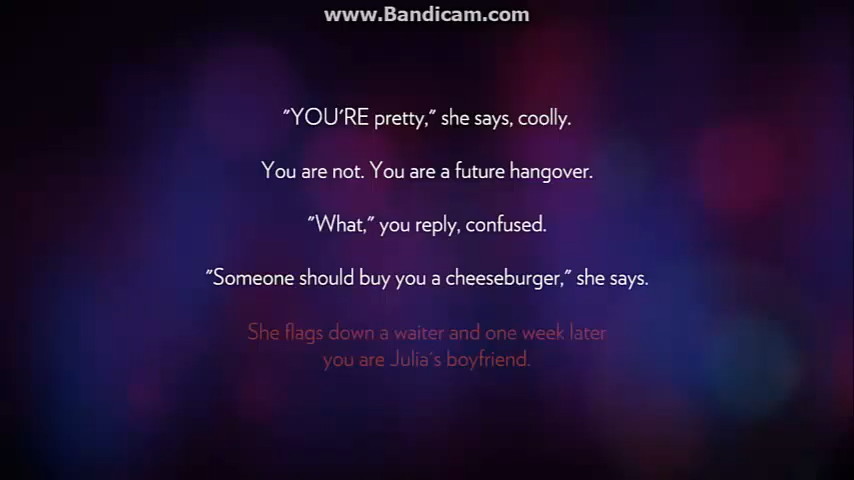 www.Bandicam.com
"YOU'RE pretty," she says, coolly.
You are not. You are a future hangover.
"What," you reply, confused.
"Someone should buy you a cheeseburger," she says.
She flags down a waiter and one week later
you are Julia's boyfriend.